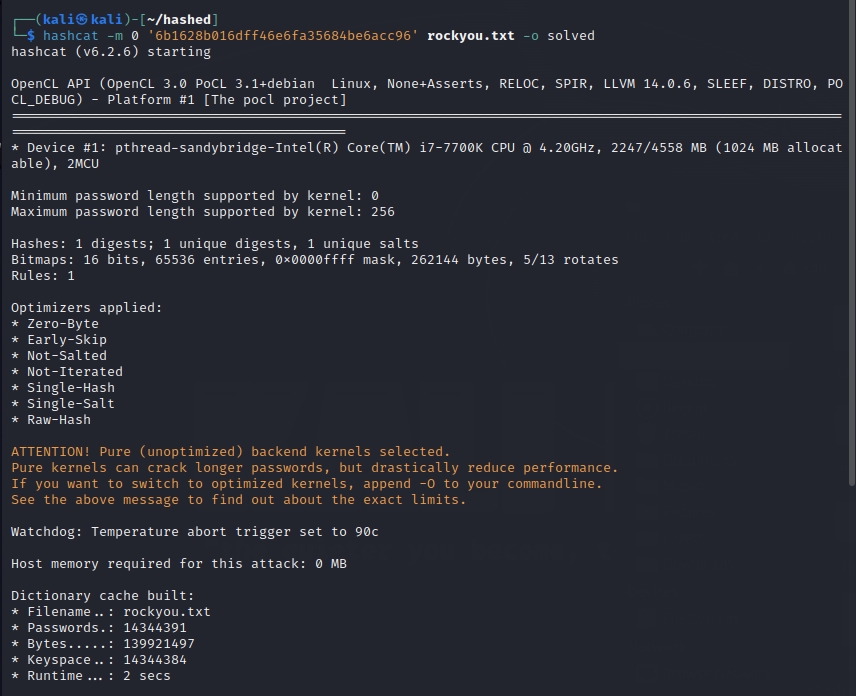 ┌──(kali㉿kali)-[~/hashed]
└─$ hashcat -m 0 '6b1628b016dff46e6fa35684be6acc96' rockyou.txt -o solved
hashcat (v6.2.6) starting
OpenCL API (OpenCL 3.0 PoCL 3.1+debian  Linux, None+Asserts, RELOC, SPIR, LLVM 14.0.6, SLEEF, DISTRO, PO
CL_DEBUG) - Platform #1 [The pocl project]
* Device #1: pthread-sandybridge-Intel(R) Core(TM) i7-7700K CPU @ 4.20GHz, 2247/4558 MB (1024 MB allocat
able), 2MCU
Minimum password length supported by kernel: 0
Maximum password length supported by kernel: 256
Hashes: 1 digests; 1 unique digests, 1 unique salts
Bitmaps: 16 bits, 65536 entries, 0×0000ffff mask, 262144 bytes, 5/13 rotates
Rules: 1
Optimizers applied:
* Zero-Byte
* Early-Skip
* Not-Salted
* Not-Iterated
* Single-Hash
* Single-Salt
* Raw-Hash
ATTENTION! Pure (unoptimized) backend kernels selected.
Pure kernels can crack longer passwords, but drastically reduce performance.
If you want to switch to optimized kernels, append -O to your commandline.
See the above message to find out about the exact limits.
Watchdog: Temperature abort trigger set to 90c
Host memory required for this attack: 0 MB
Dictionary cache built:
* Filename..: rockyou.txt
* Passwords.: 14344391
* Bytes.....: 139921497
* Keyspace..: 14344384
* Runtime...: 2 secs